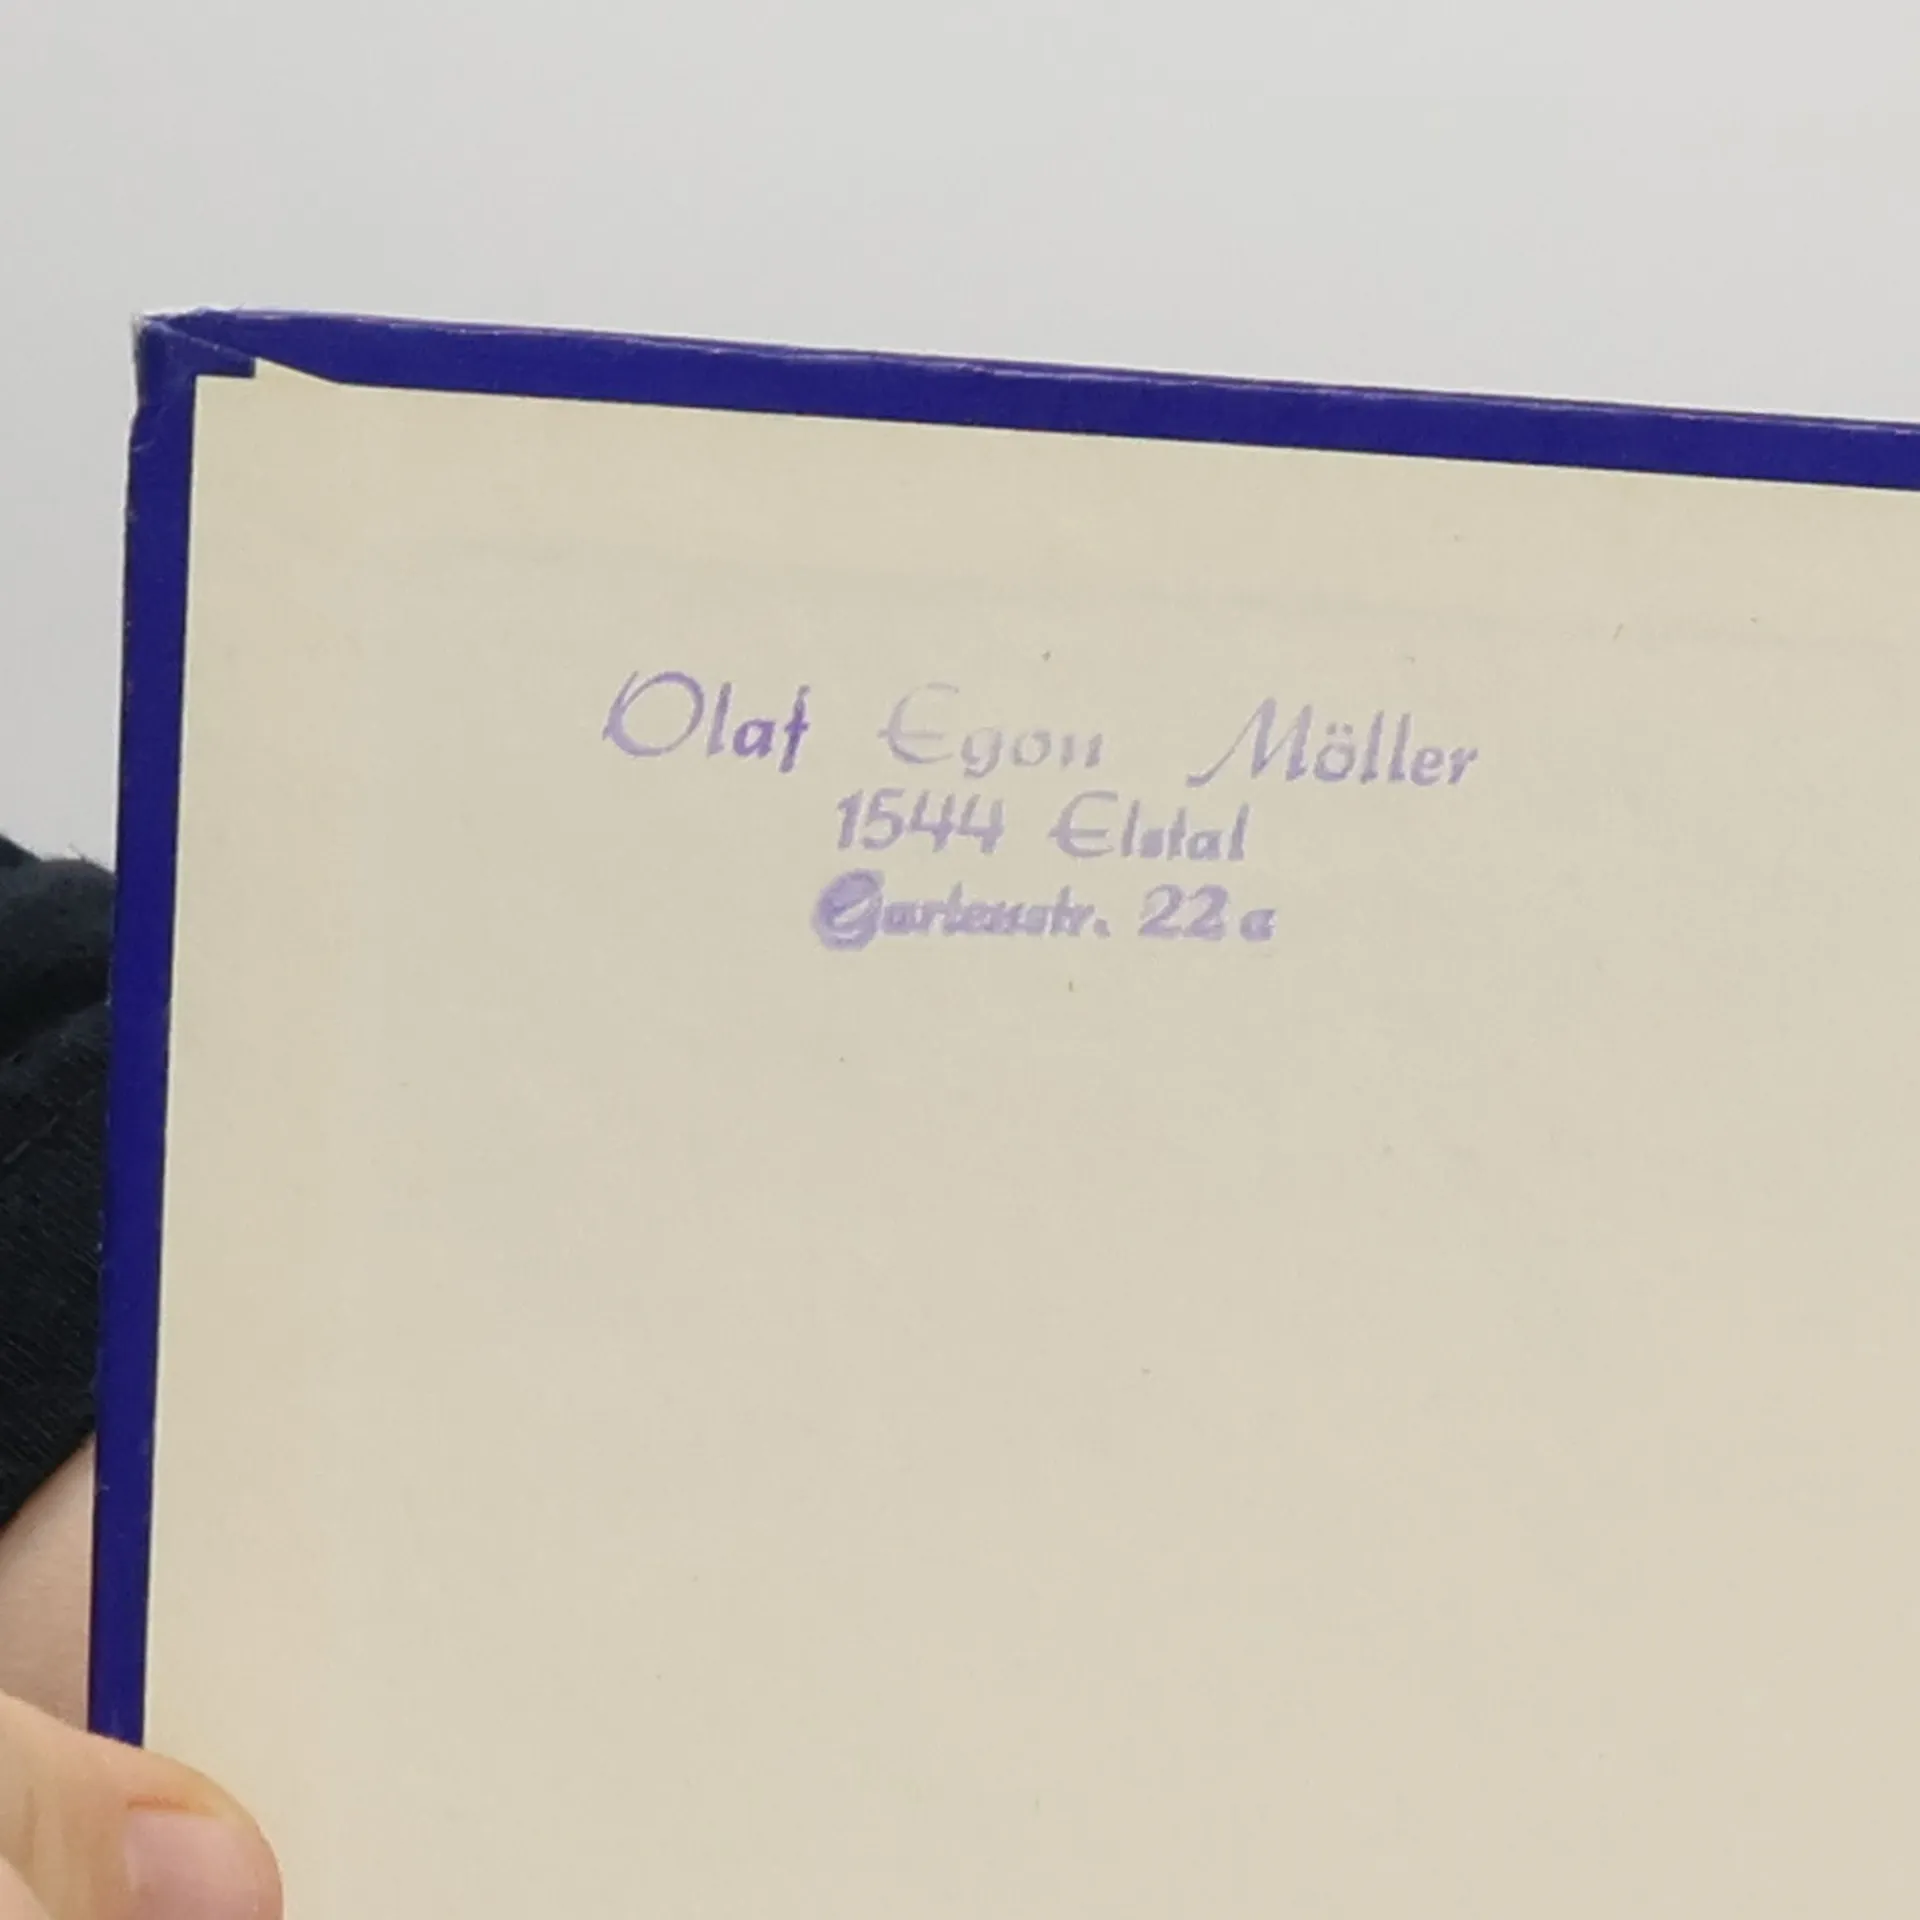 Olaf Egon Möller
1544 Elstal
Gartenstr. 22a